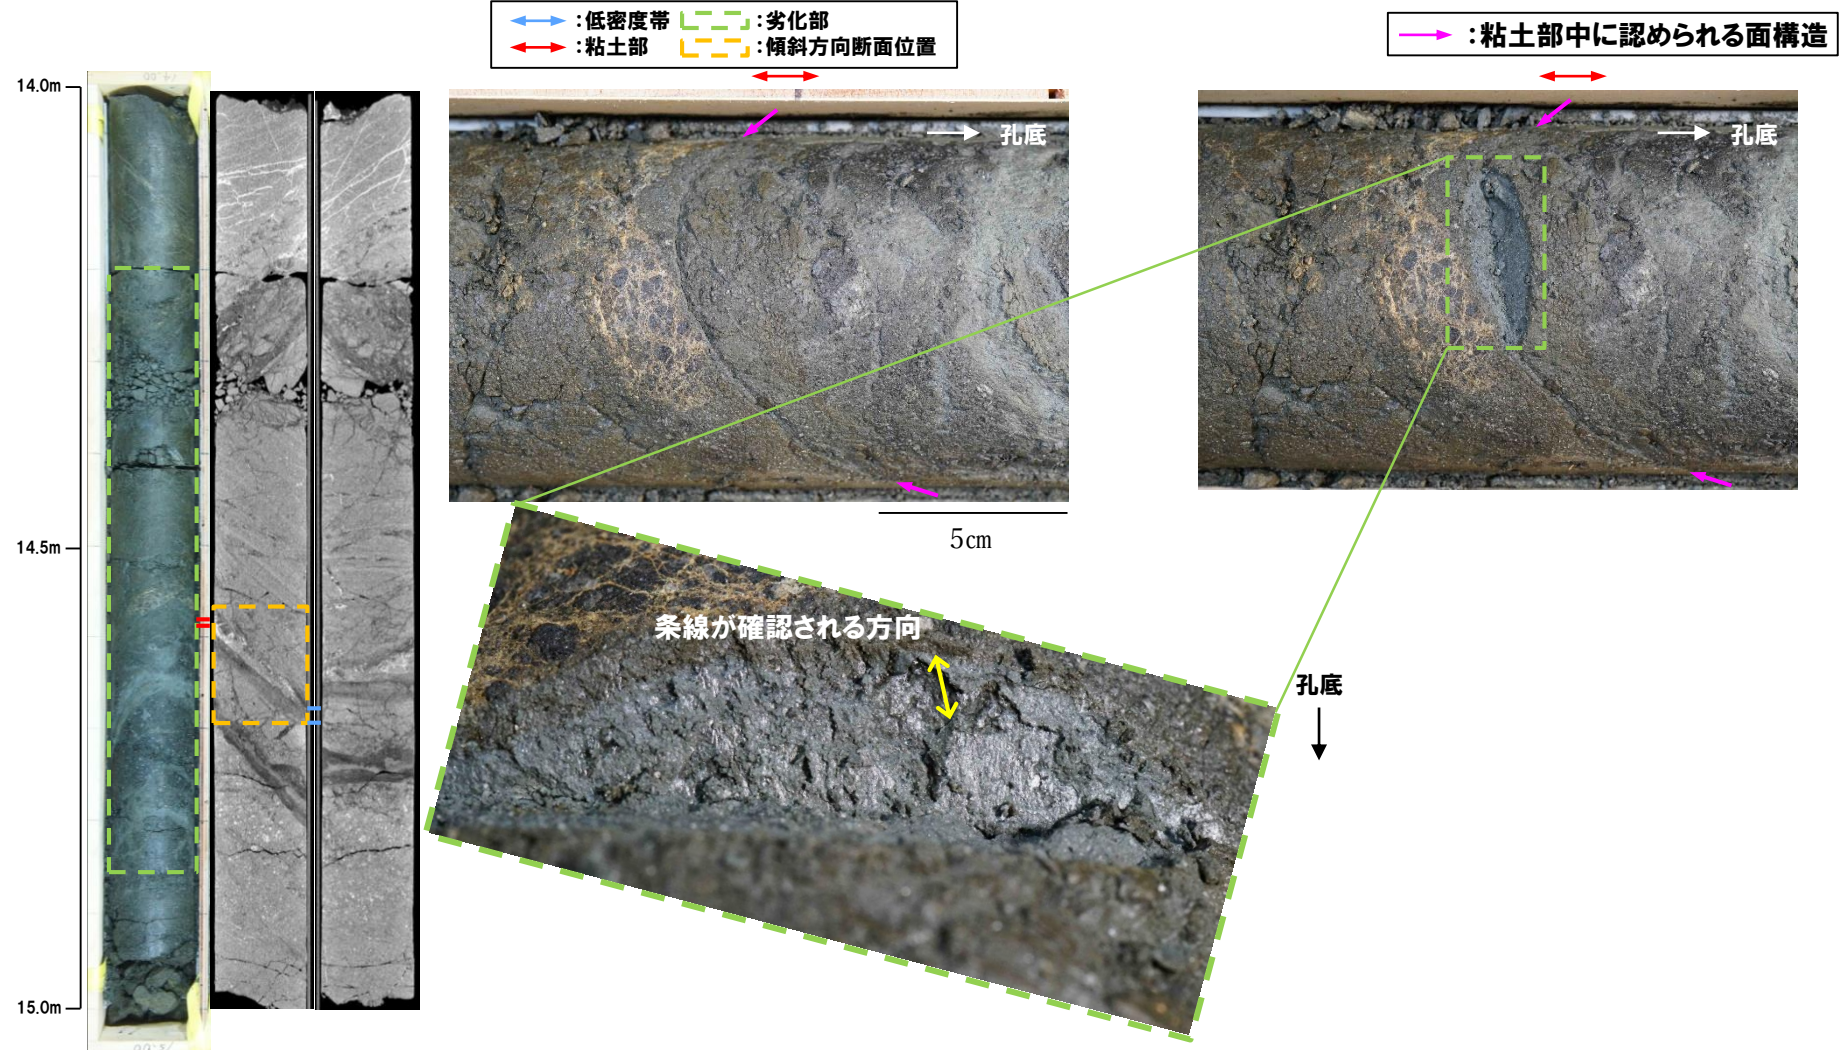 :低密度帯 :劣化部
:粘土部 :傾斜方向断面位置
:粘土部中に認められる面構造
14.0m
孔底
孔底
14.5m
5cm
条線が確認される方向
孔底
15.0m